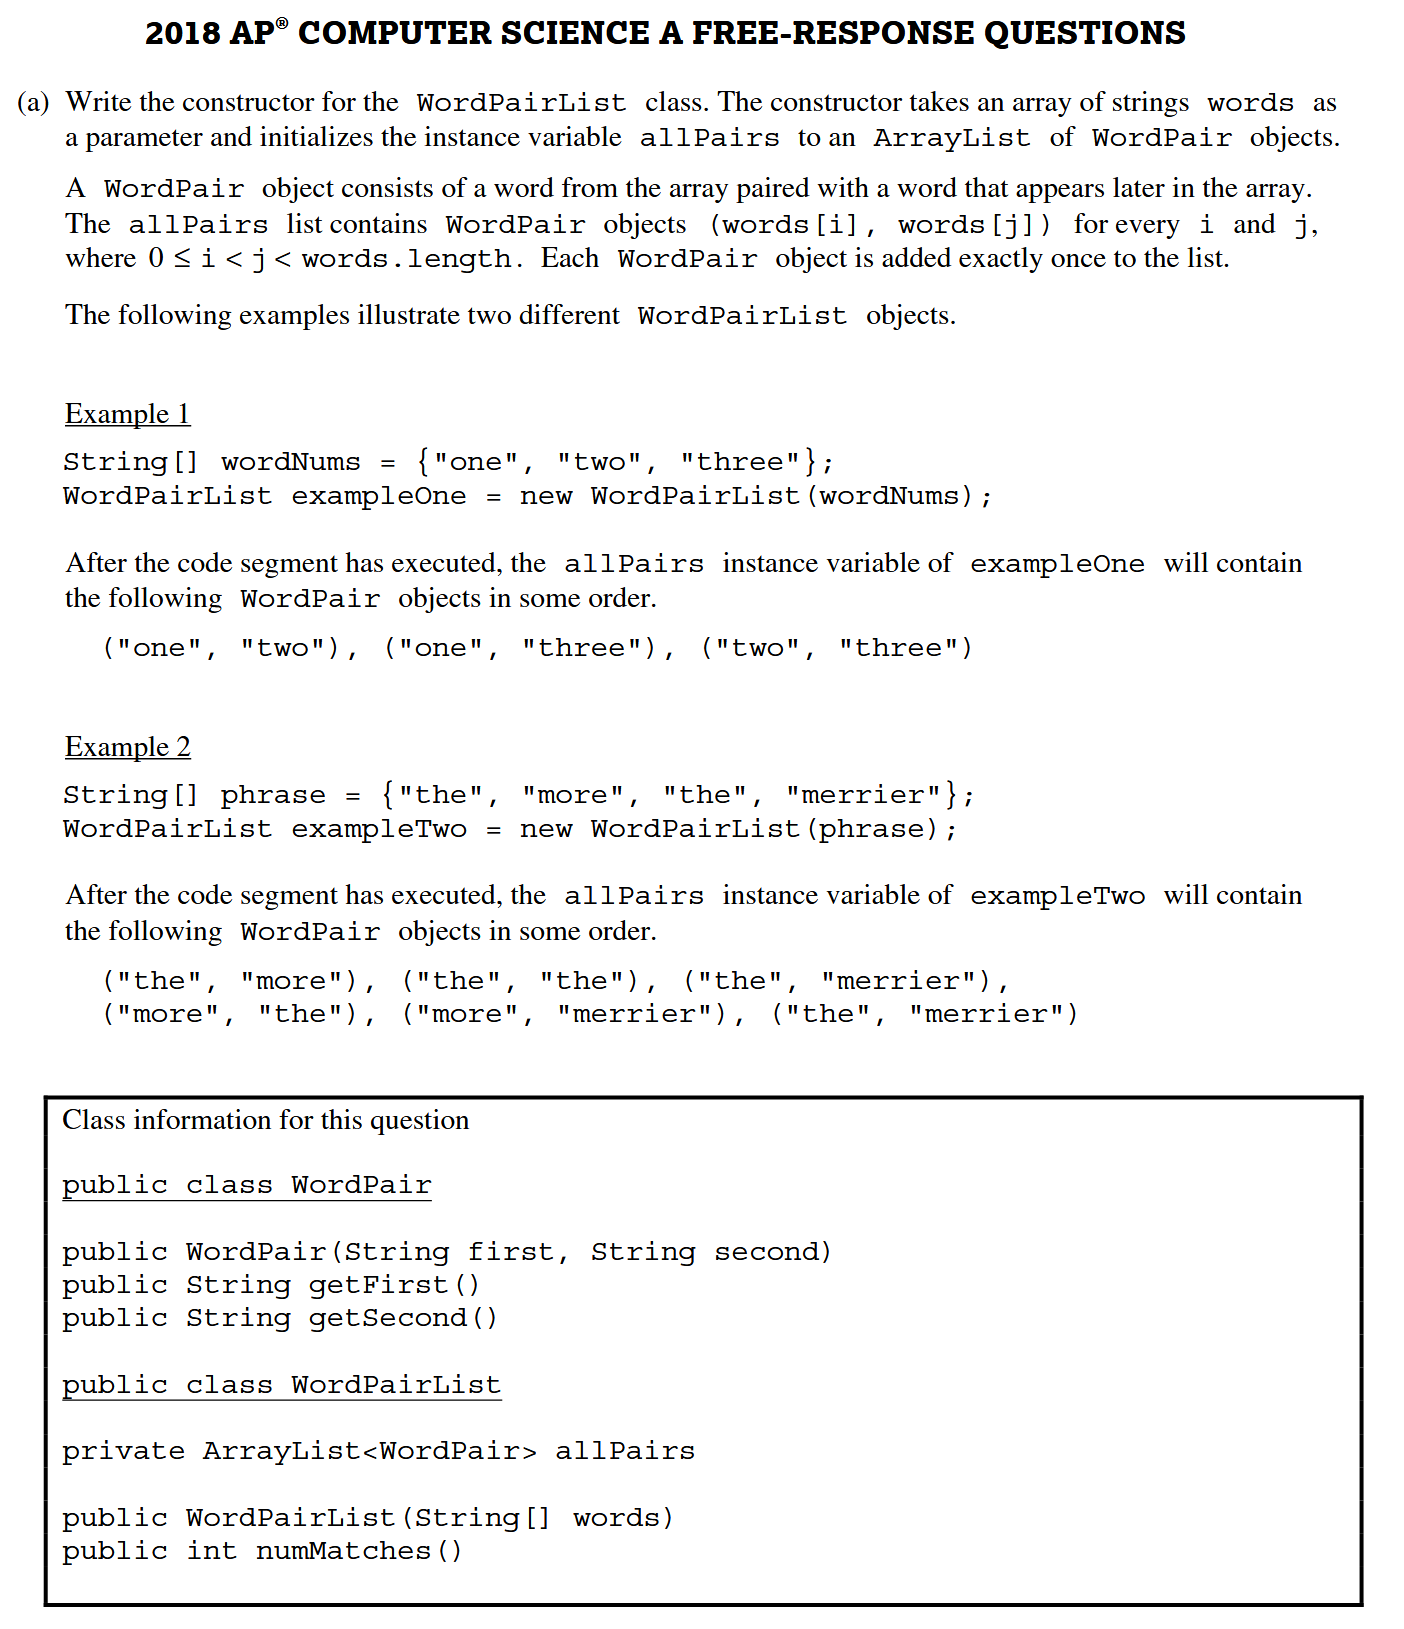 2018 AP® COMPUTER SCIENCE A FREE-RESPONSE QUESTIONS
(a) Write the constructor for the WordPairList class. The constructor takes an array of strings words as
a parameter and initializes the instance variable allPairs to an ArrayList of WordPair objects.
A WordPair object consists of a word from the array paired with a word that appears later in the array.
The allPairs list contains WordPair objects (words[i], words[j]) for every i and j,
where 0 ≤ i < j < words.length. Each WordPair object is added exactly once to the list.
The following examples illustrate two different WordPairList objects.
Example 1
String[] wordNums = {"one", "two", "three"};
WordPairList exampleOne = new WordPairList(wordNums);
After the code segment has executed, the allPairs instance variable of exampleOne will contain
the following WordPair objects in some order.
("one", "two"), ("one", "three"), ("two", "three")
Example 2
String[] phrase = {"the", "more", "the", "merrier"};
WordPairList exampleTwo = new WordPairList(phrase);
After the code segment has executed, the allPairs instance variable of exampleTwo will contain
the following WordPair objects in some order.
("the", "more"), ("the", "the"), ("the", "merrier"),
("more", "the"), ("more", "merrier"), ("the", "merrier")
Class information for this question
public class WordPair
public WordPair(String first, String second)
public String getFirst()
public String getSecond()
public class WordPairList
private ArrayList<WordPair> allPairs
public WordPairList(String[] words)
public int numMatches()